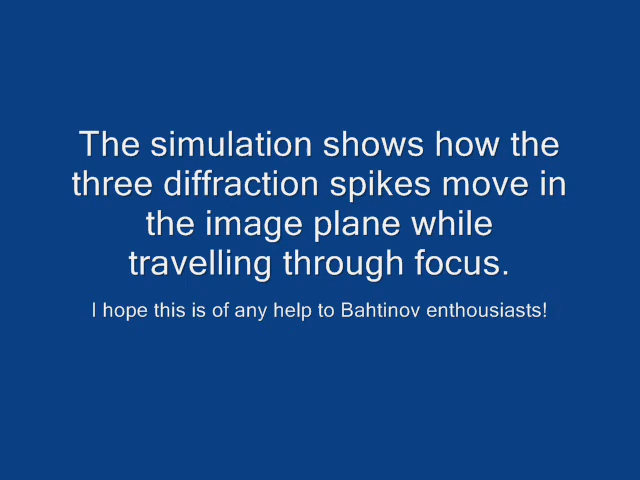 The simulation shows how the
three diffraction spikes move in
the image plane while
travelling through focus.
I hope this is of any help to Bahtinov enthousiasts!